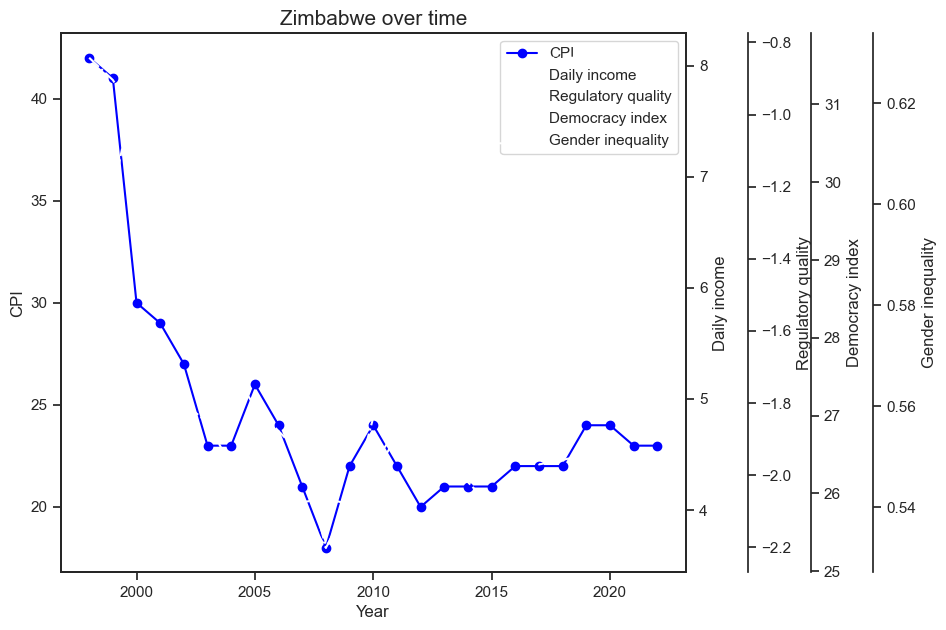 Zimbabwe over time
CPI
Daily income
Regulatory quality
Democracy index
Gender inequality
CPI
40
35
30
25
20
2000
2005
2010
2015
2020
Year
8
7
6
5
4
Daily income
−0.8
−1.0
−1.2
−1.4
−1.6
−1.8
−2.0
−2.2
Regulatory quality
31
30
29
28
27
26
25
Democracy index
0.62
0.60
0.58
0.56
0.54
Gender inequality